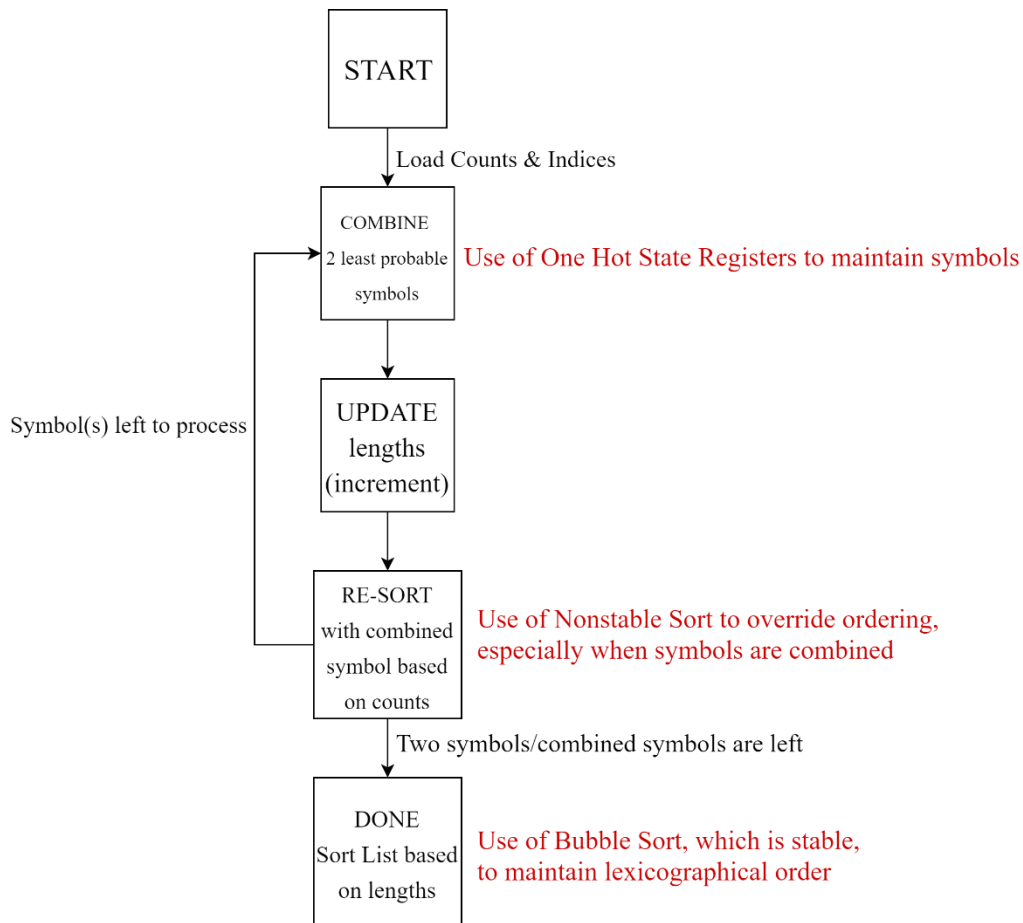 START
Load Counts & Indices
COMBINE
2 least probable
symbols
Use of One Hot State Registers to maintain symbols
Symbol(s) left to process
UPDATE
lengths
(increment)
RE-SORT
with combined
symbol based
on counts
Use of Nonstable Sort to override ordering,
especially when symbols are combined
Two symbols/combined symbols are left
DONE
Sort List based
on lengths
Use of Bubble Sort, which is stable,
to maintain lexicographical order